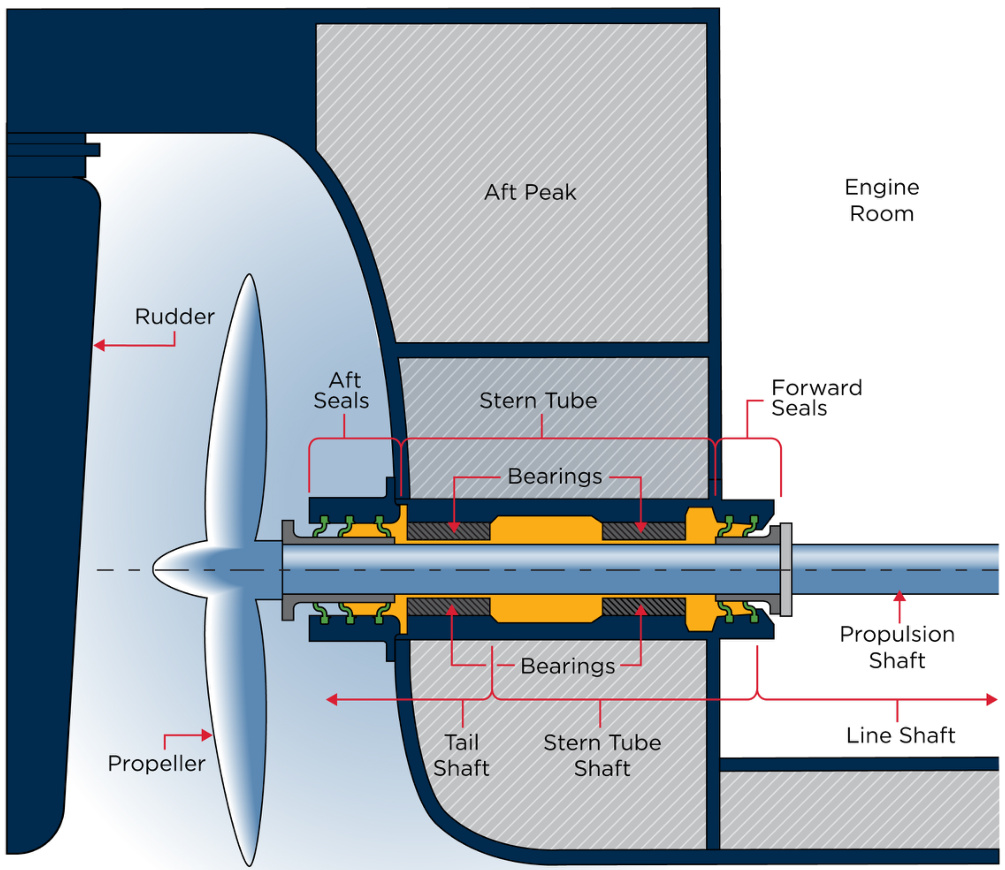 Aft Peak
Engine
Room
Rudder
Aft
Seals
Stern Tube
Forward
Seals
Bearings
Propulsion
Shaft
Bearings
Tail
Shaft
Stern Tube
Shaft
Line Shaft
Propeller